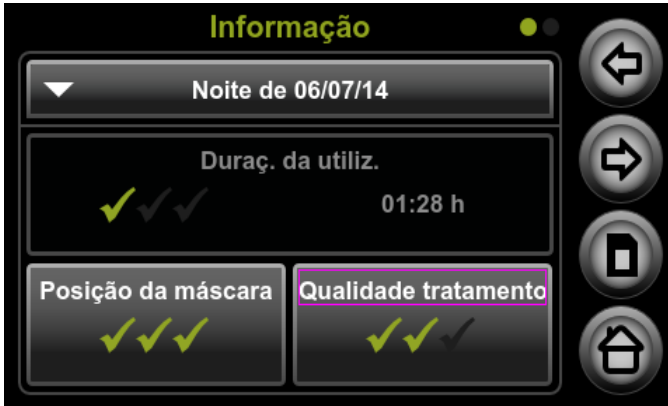 Informação
Noite de 06/07/14
Duraç. da utiliz.
01:28 h
Posição da máscara
Qualidade tratamento